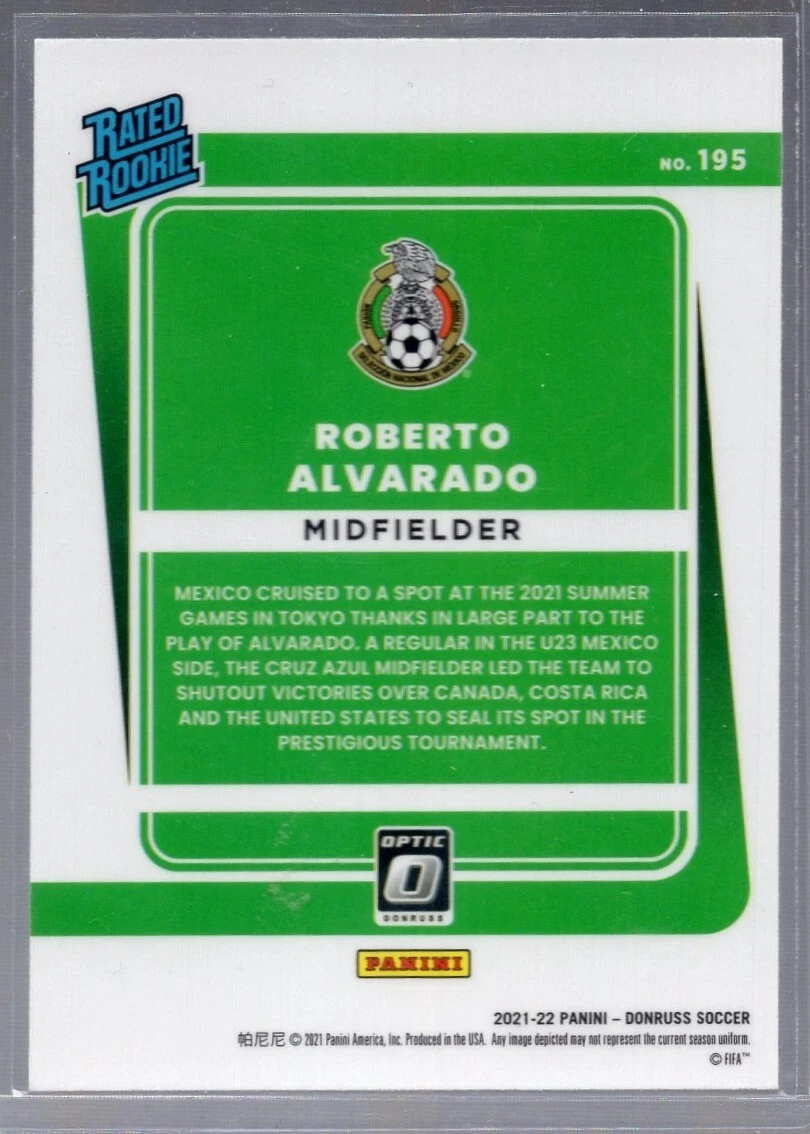 RATED
ROOKIE
NO. 195
SELECCIÓN NACIONAL DE MEXICO
ROBERTO
ALVARADO
MIDFIELDER
MEXICO CRUISED TO A SPOT AT THE 2021 SUMMER
GAMES IN TOKYO THANKS IN LARGE PART TO THE
PLAY OF ALVARADO. A REGULAR IN THE U23 MEXICO
SIDE, THE CRUZ AZUL MIDFIELDER LED THE TEAM TO
SHUTOUT VICTORIES OVER CANADA, COSTA RICA
AND THE UNITED STATES TO SEAL ITS SPOT IN THE
PRESTIGIOUS TOURNAMENT.
OPTIC
O
DONRUSS
PANINI
2021-22 PANINI – DONRUSS SOCCER
帕尼尼 © 2021 Panini America, Inc. Produced in the USA. Any image depicted may not represent the current season uniform.
© FIFA™